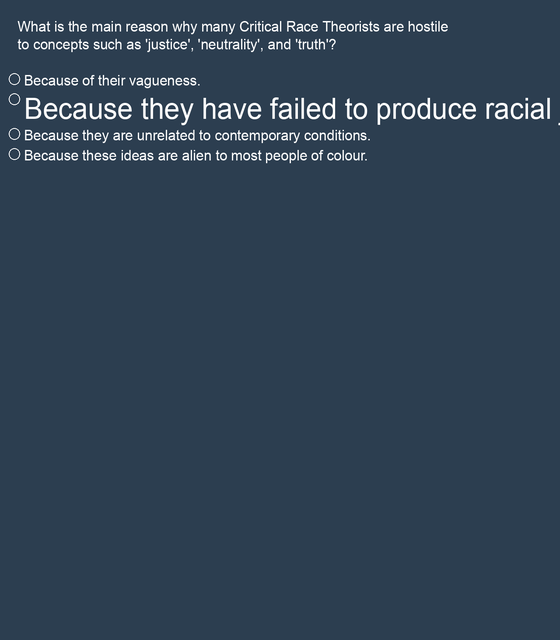 What is the main reason why many Critical Race Theorists are hostile
to concepts such as 'justice', 'neutrality', and 'truth'?
Because of their vagueness.
Because they have failed to produce racial
Because they are unrelated to contemporary conditions.
Because these ideas are alien to most people of colour.